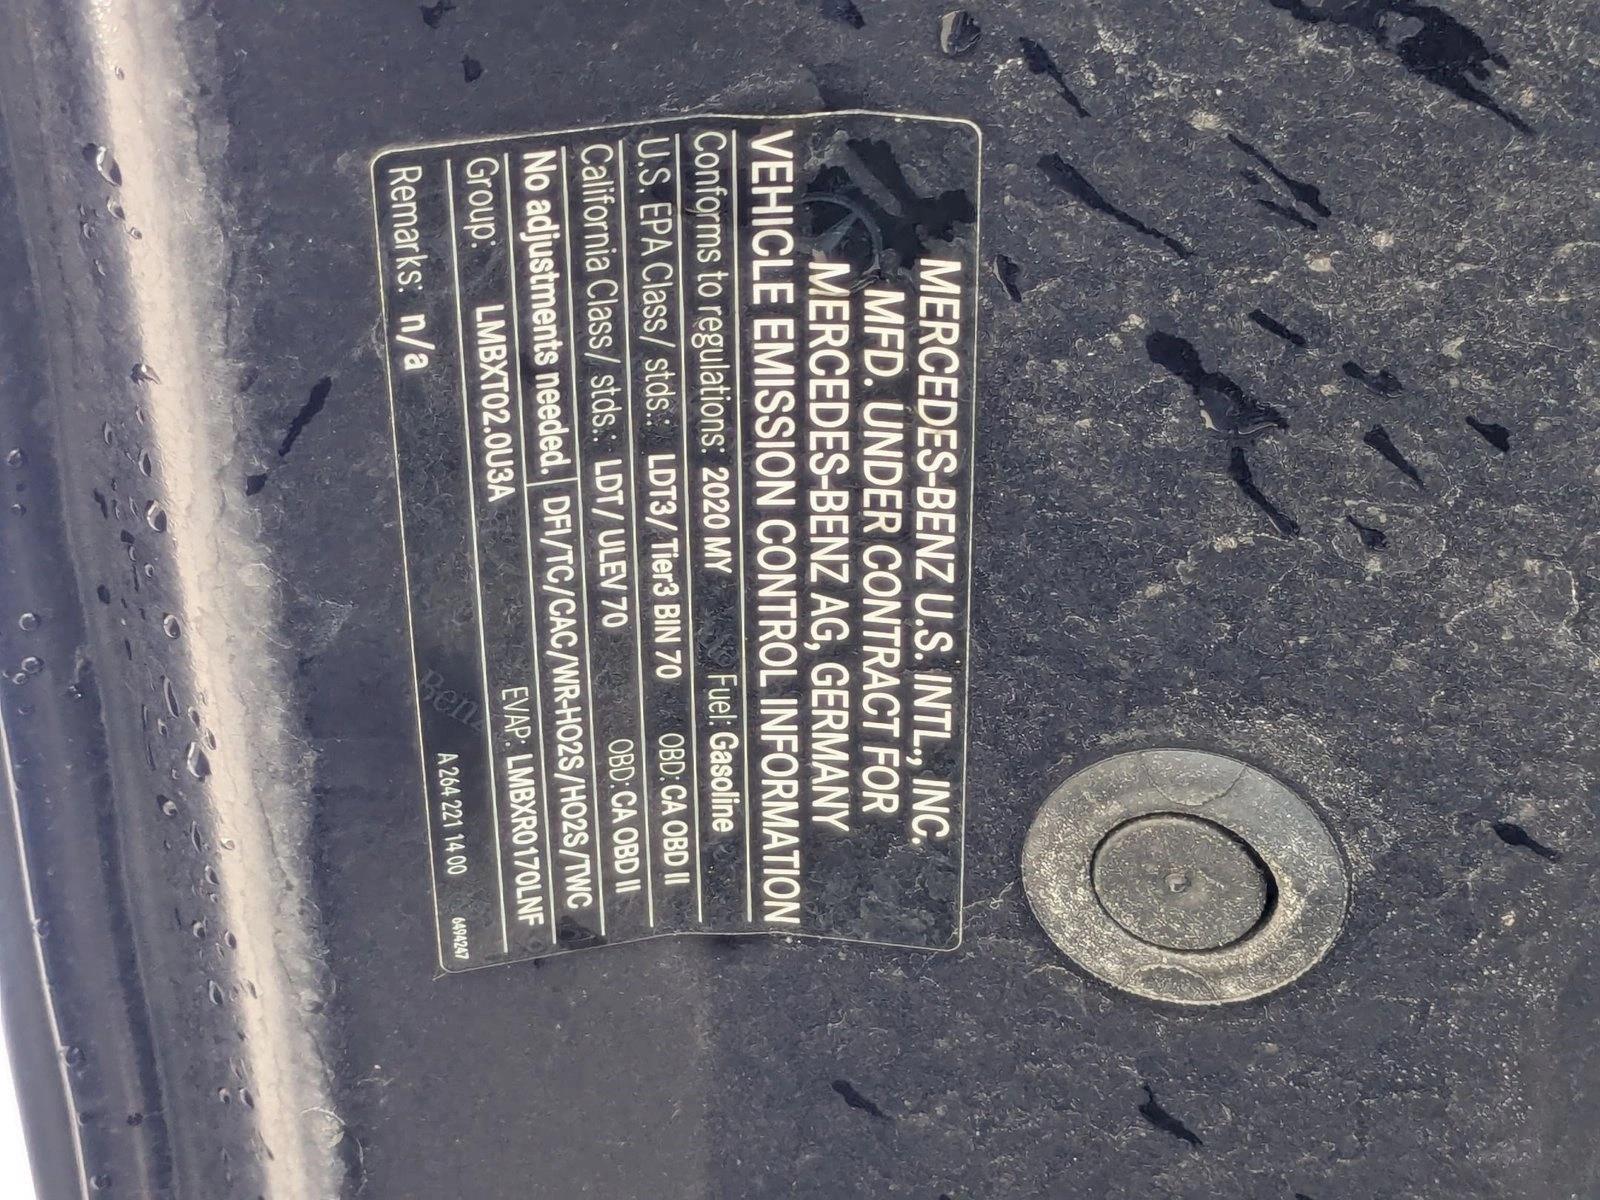 MERCEDES-BENZ U.S. INTL., INC.
MFD. UNDER CONTRACT FOR
MERCEDES-BENZ AG, GERMANY
VEHICLE EMISSION CONTROL INFORMATION
Conforms to regulations: 2020 MY Fuel: Gasoline
U.S. EPA Class/ stds.: LDT3/ Tier3 BIN 70 OBD: CA OBD II
California Class/ stds.: LDT/ ULEV 70 OBD: CA OBD II
No adjustments needed. DFI/TC/CAC/WR-HO2S/HO2S/TWC
Group: LMBXT02.0U3A EVAP: LMBXR0170LNF
Remarks: n/a
A 264 221 14 00 6494247